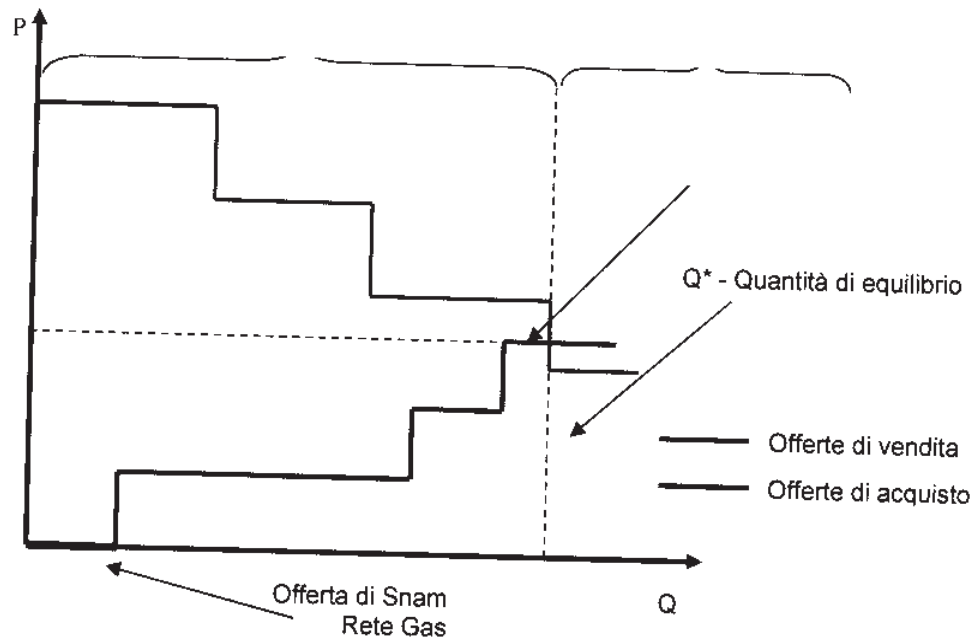 P
Q* - Quantità di equilibrio
Offerte di vendita
Offerte di acquisto
Offerta di Snam
Rete Gas
Q